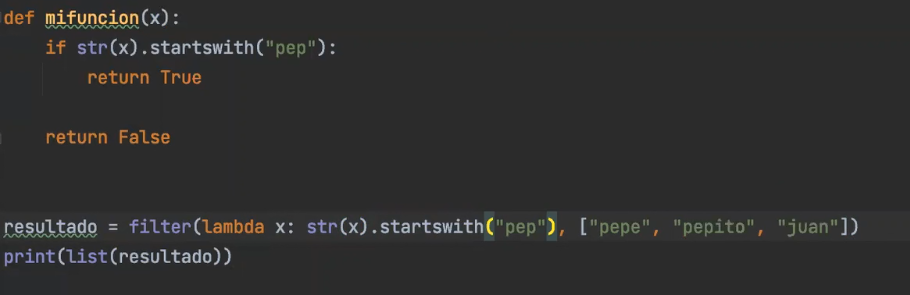 def mifuncion(x):
    if str(x).startswith("pep"):
        return True
    return False
resultado = filter(lambda x: str(x).startswith("pep"), ["pepe", "pepito", "juan"])
print(list(resultado))